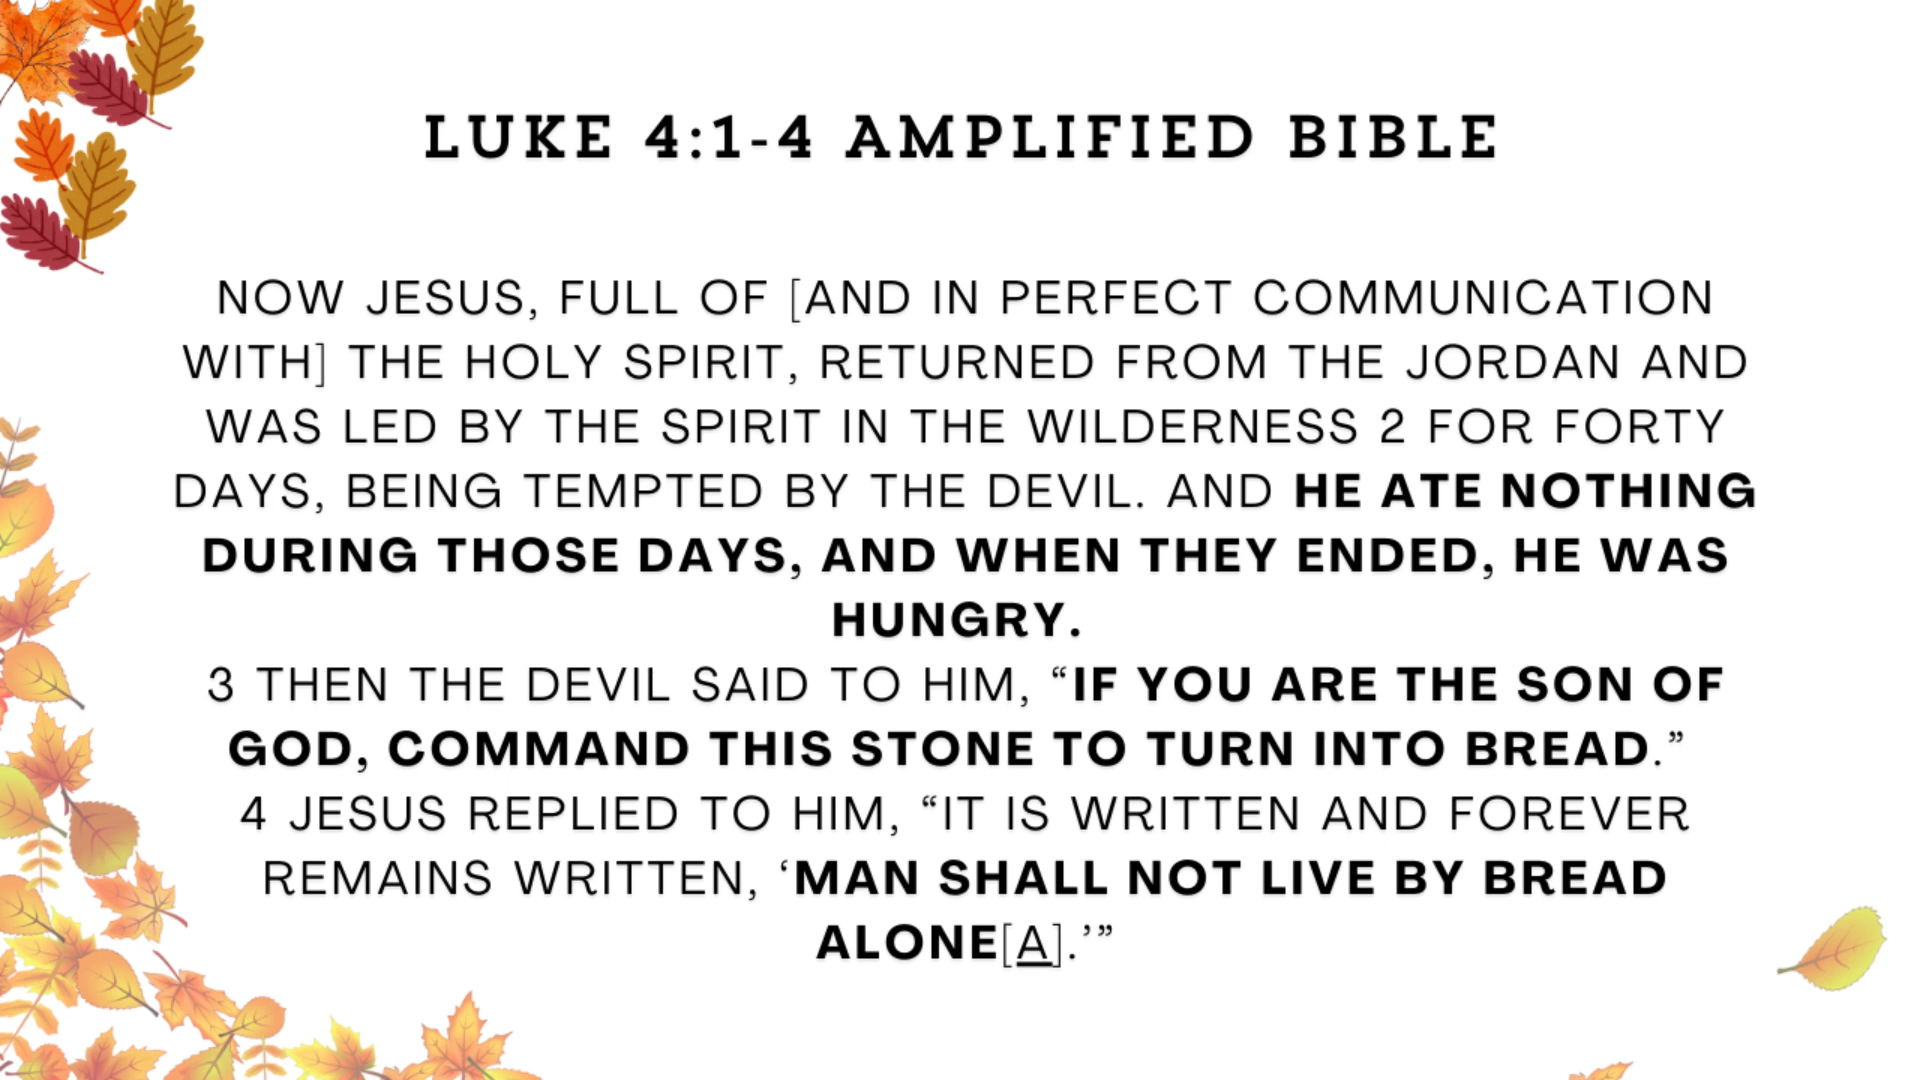 LUKE 4:1-4 AMPLIFIED BIBLE
NOW JESUS, FULL OF [AND IN PERFECT COMMUNICATION
WITH] THE HOLY SPIRIT, RETURNED FROM THE JORDAN AND
WAS LED BY THE SPIRIT IN THE WILDERNESS 2 FOR FORTY
DAYS, BEING TEMPTED BY THE DEVIL. AND HE ATE NOTHING
DURING THOSE DAYS, AND WHEN THEY ENDED, HE WAS
HUNGRY.
3 THEN THE DEVIL SAID TO HIM, “IF YOU ARE THE SON OF
GOD, COMMAND THIS STONE TO TURN INTO BREAD.”
4 JESUS REPLIED TO HIM, “IT IS WRITTEN AND FOREVER
REMAINS WRITTEN, ‘MAN SHALL NOT LIVE BY BREAD
ALONE[A].’”